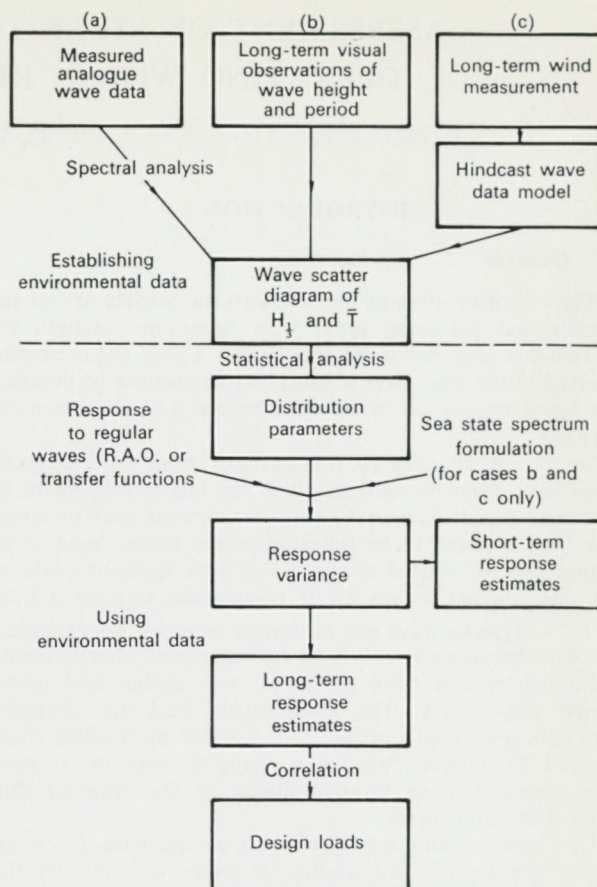 (a)
(b)
(c)
Measured
analogue
wave data
Long-term visual
observations of
wave height
and period
Long-term wind
measurement
Spectral analysis
Hindcast wave
data model
Establishing
environmental data
Wave scatter
diagram of
H⅓ and T̄
Statistical analysis
Distribution
parameters
Response
to regular
waves (R.A.O. or
transfer functions
Sea state spectrum
formulation
(for cases b and
c only)
Response
variance
Short-term
response
estimates
Using
environmental data
Long-term
response
estimates
Correlation
Design loads